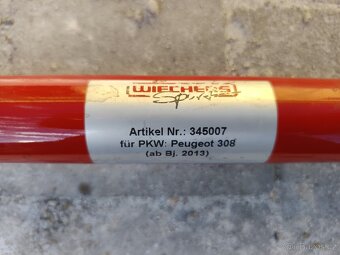 WIECHERS
Sport
Artikel Nr.: 345007
für PKW: Peugeot 308
(ab Bj. 2013)